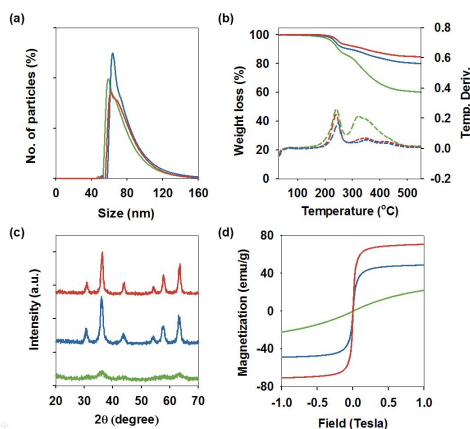 (a)
No. of particles (%)
0 40 80 120 160
Size (nm)
(b)
100
80
60
40
20
0
Weight loss (%)
0.8
0.6
0.4
0.2
0.0
-0.2
Temp. Deriv.
100 200 300 400 500
Temperature (°C)
(c)
Intensity (a.u.)
20 30 40 50 60 70
2θ (degree)
(d)
80
40
0
-40
-80
Magnetization (emu/g)
-1.0 -0.5 0.0 0.5 1.0
Field (Tesla)